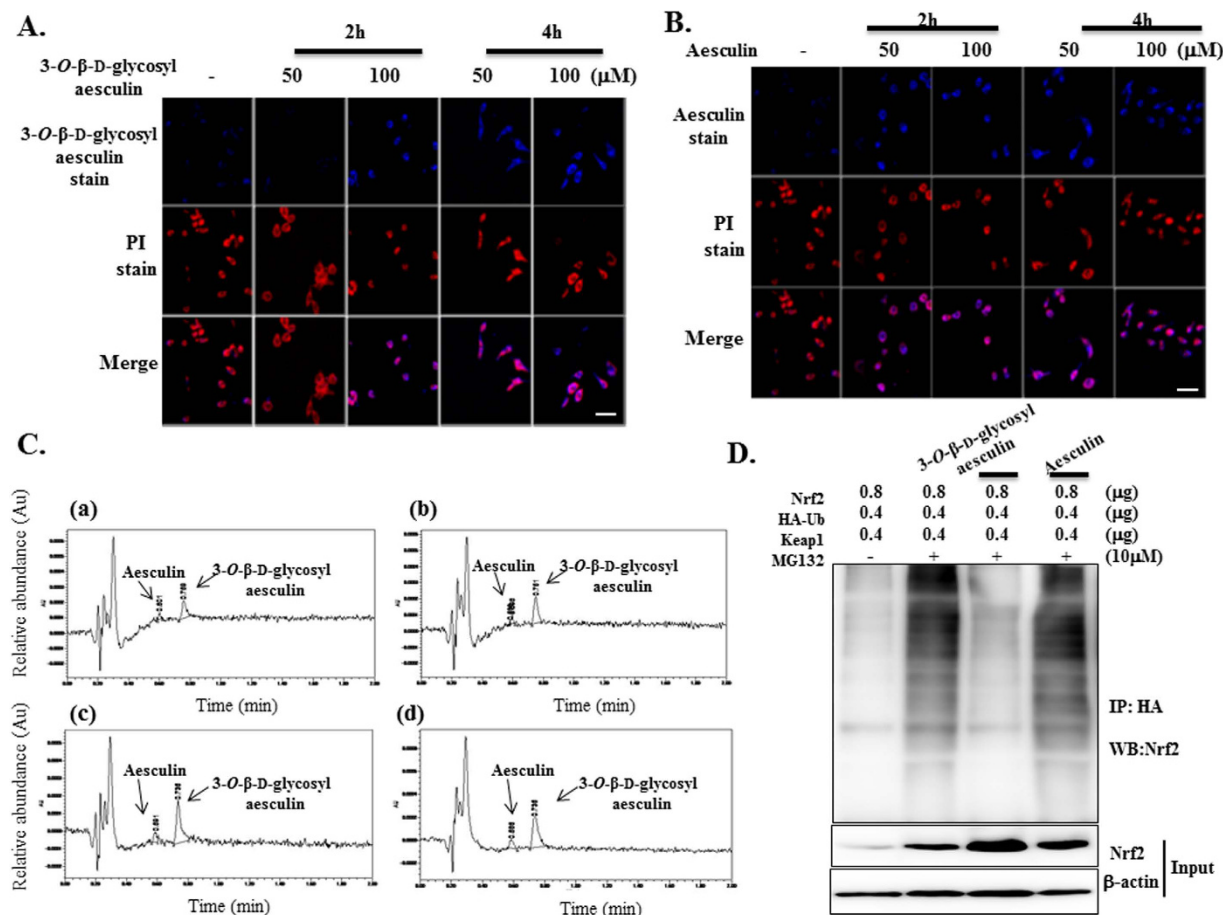 A.
2h
4h
3-O-β-D-glycosyl
aesculin
- 50 100 50 100 (μM)
3-O-β-D-glycosyl
aesculin
stain
PI
stain
Merge
B.
2h
4h
Aesculin - 50 100 50 100 (μM)
Aesculin
stain
PI
stain
Merge
C.
(a)
Relative abundance (Au)
Aesculin
3-O-β-D-glycosyl
aesculin
Time (min)
(b)
Aesculin
3-O-β-D-glycosyl
aesculin
Time (min)
(c)
Relative abundance (Au)
Aesculin
3-O-β-D-glycosyl
aesculin
Time (min)
(d)
Aesculin
3-O-β-D-glycosyl
aesculin
Time (min)
D.
3-O-β-D-glycosyl
aesculin
Aesculin
Nrf2 0.8 0.8 0.8 0.8 (μg)
HA-Ub 0.4 0.4 0.4 0.4 (μg)
Keap1 0.4 0.4 0.4 0.4 (μg)
MG132 - + + + (10μM)
IP: HA
WB:Nrf2
Nrf2
β-actin
Input